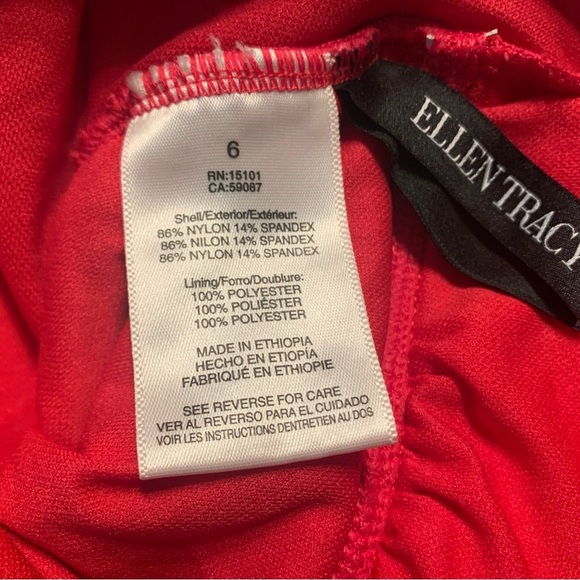 6
RN:15101
CA:59087
Shell/Exterior/Extérieur:
86% NYLON 14% SPANDEX
86% NILON 14% SPANDEX
86% NYLON 14% SPANDEX
Lining/Forro/Doublure:
100% POLYESTER
100% POLIÉSTER
100% POLYESTER
MADE IN ETHIOPIA
HECHO EN ETIOPÍA
FABRIQUÉ EN ETHIOPIE
SEE REVERSE FOR CARE
VER AL REVERSO PARA EL CUIDADO
VOIR LES INSTRUCTIONS D'ENTRETIEN AU DOS
ELLEN TRACY